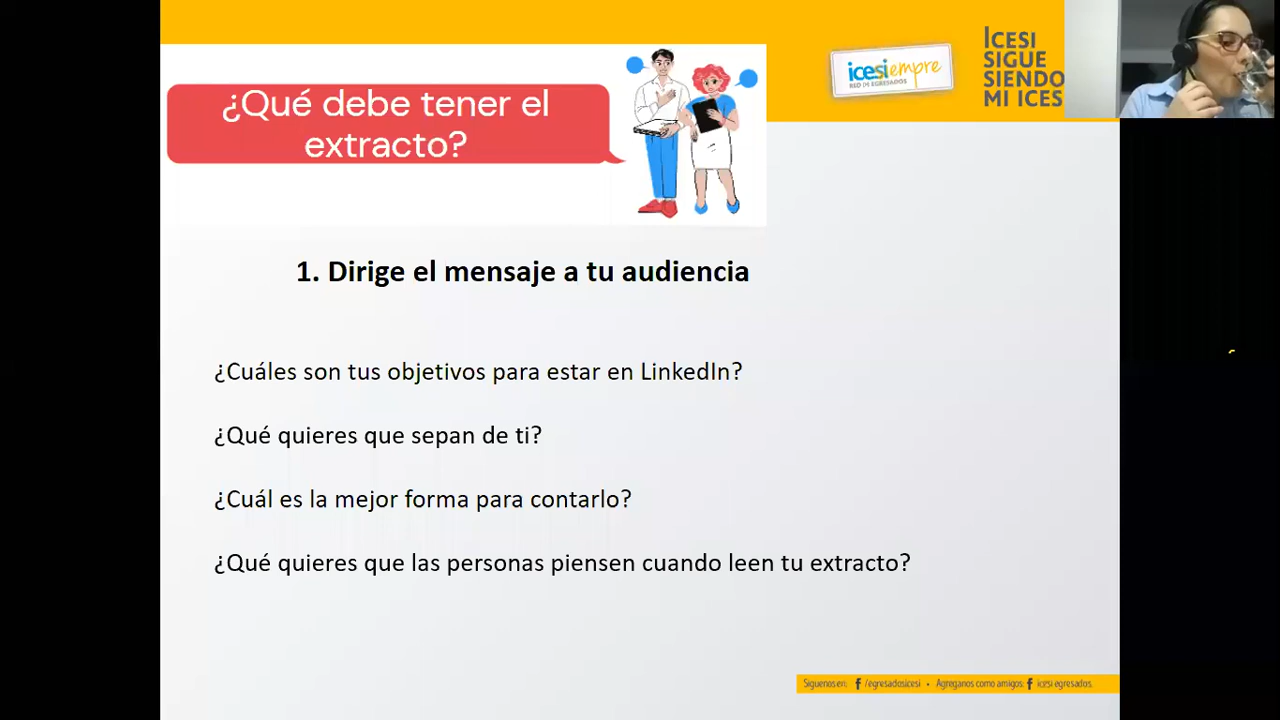 ¿Qué debe tener el
extracto?
icesiempre
RED DE EGRESADOS
ICESI
SIGUE
SIENDO
MI ICES
1. Dirige el mensaje a tu audiencia
¿Cuáles son tus objetivos para estar en LinkedIn?
¿Qué quieres que sepan de ti?
¿Cuál es la mejor forma para contarlo?
¿Qué quieres que las personas piensen cuando leen tu extracto?
Síguenos en: f /egresadosicesi • Agreganos como amigos: f icesi egresados.